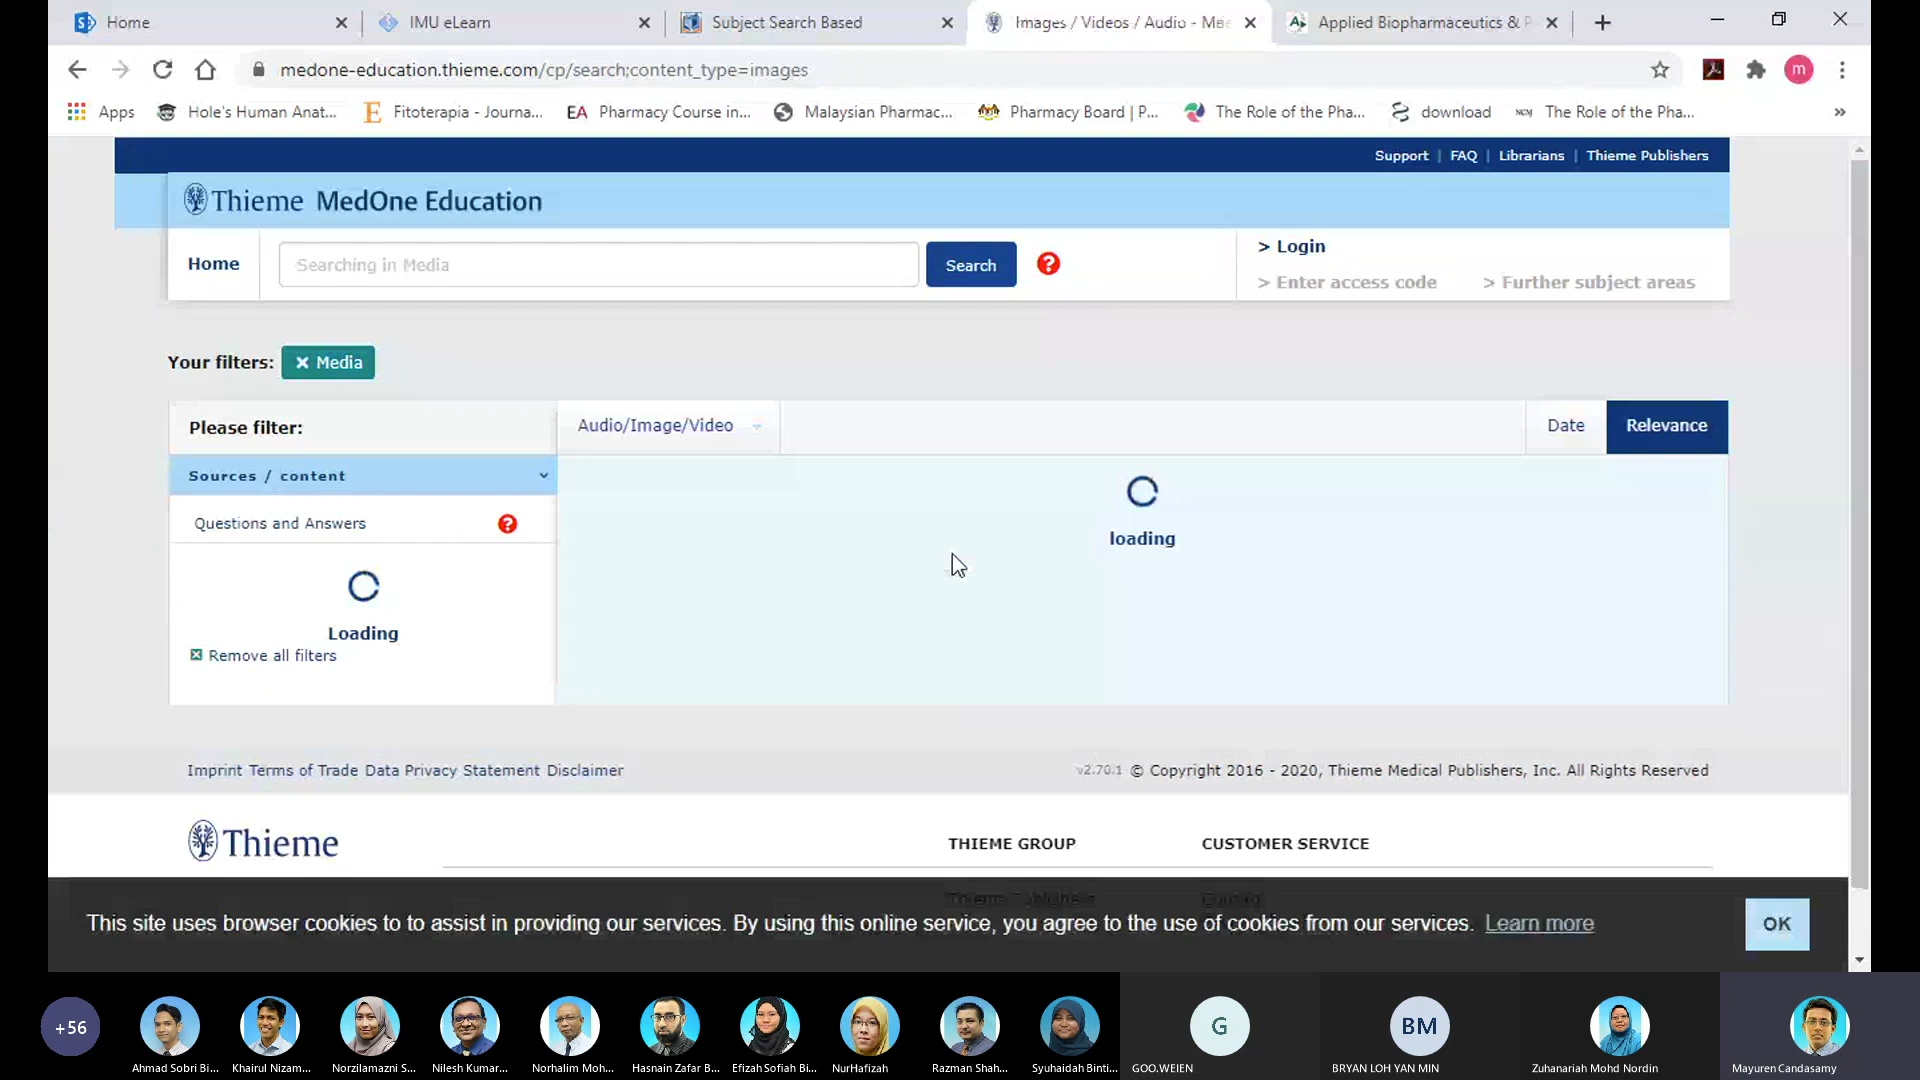 Home
IMU eLearn
Subject Search Based
Images / Videos / Audio - M
Applied Biopharmaceutics & P
medone-education.thieme.com/cp/search;content_type=images
m
Apps
Hole's Human Anat...
Fitoterapia - Journa...
EA Pharmacy Course in...
Malaysian Pharmac...
Pharmacy Board | P...
The Role of the Pha...
download
The Role of the Pha...
»
Support | FAQ | Librarians | Thieme Publishers
Thieme MedOne Education
Home
Searching in Media
Search
?
> Login
> Enter access code
> Further subject areas
Your filters: × Media
Please filter:
Audio/Image/Video
Date
Relevance
Sources / content
Questions and Answers
?
loading
Loading
Remove all filters
Imprint Terms of Trade Data Privacy Statement Disclaimer
v2.70.1 © Copyright 2016 - 2020, Thieme Medical Publishers, Inc. All Rights Reserved
Thieme
THIEME GROUP
CUSTOMER SERVICE
Thieme Publishers
Contact
This site uses browser cookies to to assist in providing our services. By using this online service, you agree to the use of cookies from our services. Learn more
OK
+56
G
BM
Ahmad Sobri Bi...
Khairul Nizam...
Norzilamazni S...
Nilesh Kumar...
Norhalim Moh...
Hasnain Zafar B...
Efizah Sofiah Bi...
NurHafizah
Razman Shah...
Syuhaidah Binti...
GOO.WEIEN
BRYAN LOH YAN MIN
Zuhanariah Mohd Nordin
Mayuren Candasamy